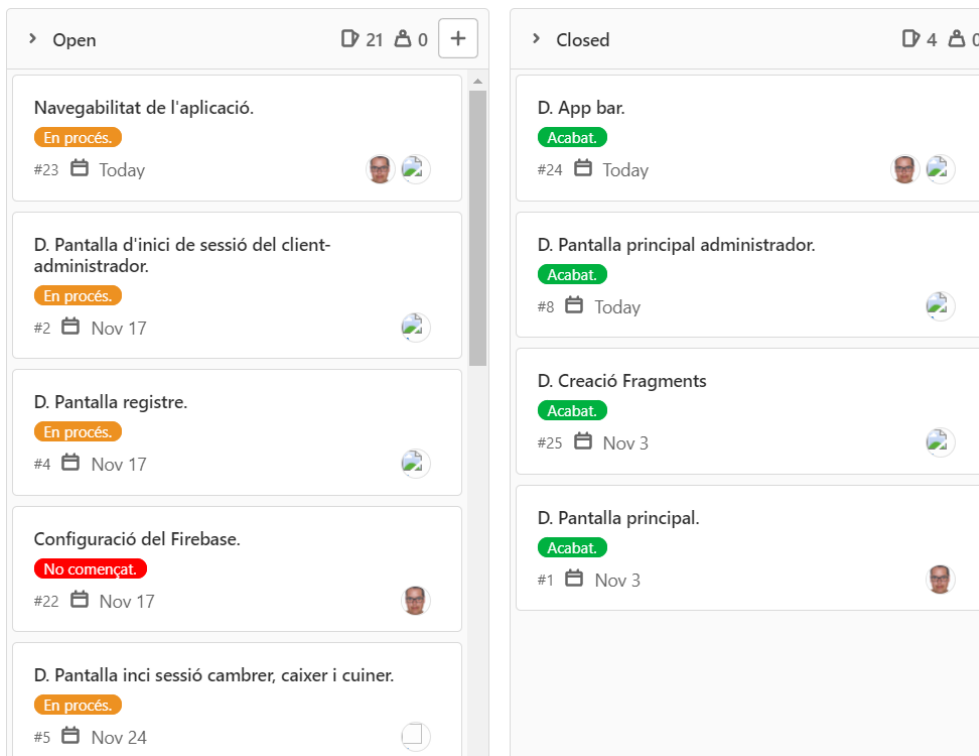 Open 21 0
Navegabilitat de l'aplicació.
En procés.
#23 Today
D. Pantalla d'inici de sessió del client-
administrador.
En procés.
#2 Nov 17
D. Pantalla registre.
En procés.
#4 Nov 17
Configuració del Firebase.
No començat.
#22 Nov 17
D. Pantalla inci sessió cambrer, caixer i cuiner.
En procés.
#5 Nov 24
Closed 4 0
D. App bar.
Acabat.
#24 Today
D. Pantalla principal administrador.
Acabat.
#8 Today
D. Creació Fragments
Acabat.
#25 Nov 3
D. Pantalla principal.
Acabat.
#1 Nov 3